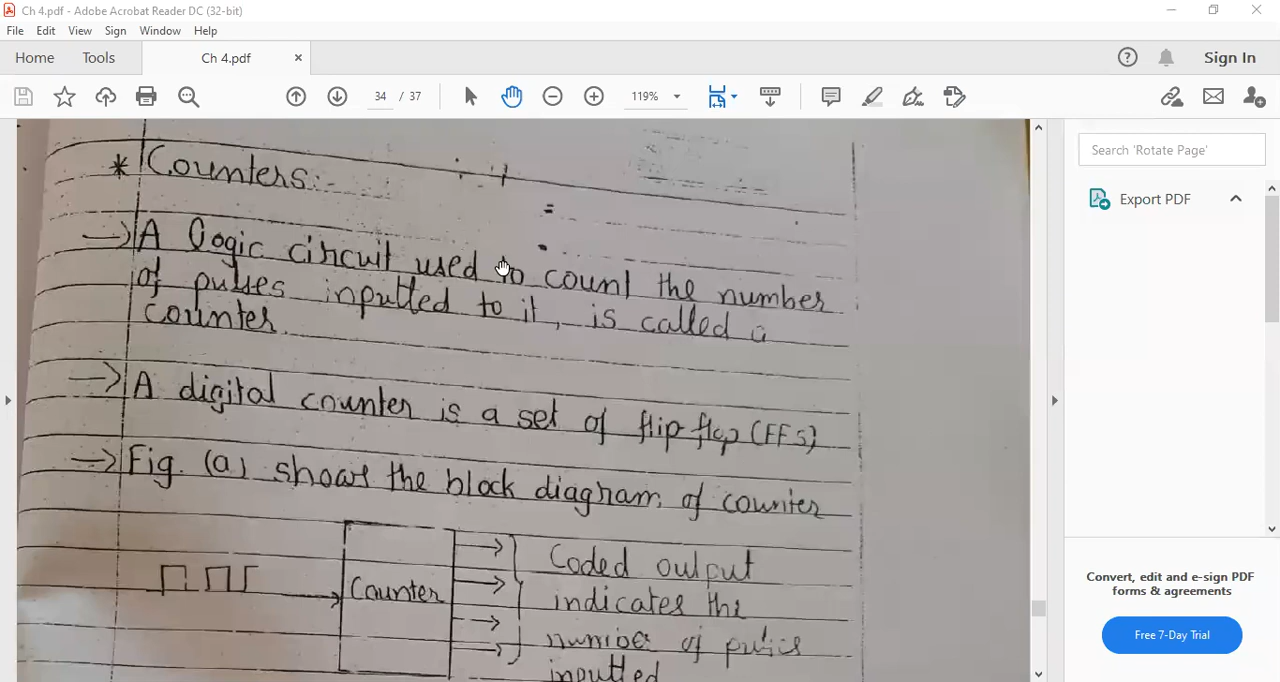 Ch 4.pdf - Adobe Acrobat Reader DC (32-bit)
File Edit View Sign Window Help
Home Tools Ch 4.pdf × Sign In
34 / 37 119%
Search 'Rotate Page'
Export PDF
* Counters:-
→ A logic circuit used to count the number
of pulses inputted to it, is called a
counter
→ A digital counter is a set of flip-flop (FFs)
→ Fig. (a) shows the block diagram of counter
Counter
Coded output
indicates the
number of pulses
inputted
Convert, edit and e-sign PDF
forms & agreements
Free 7-Day Trial